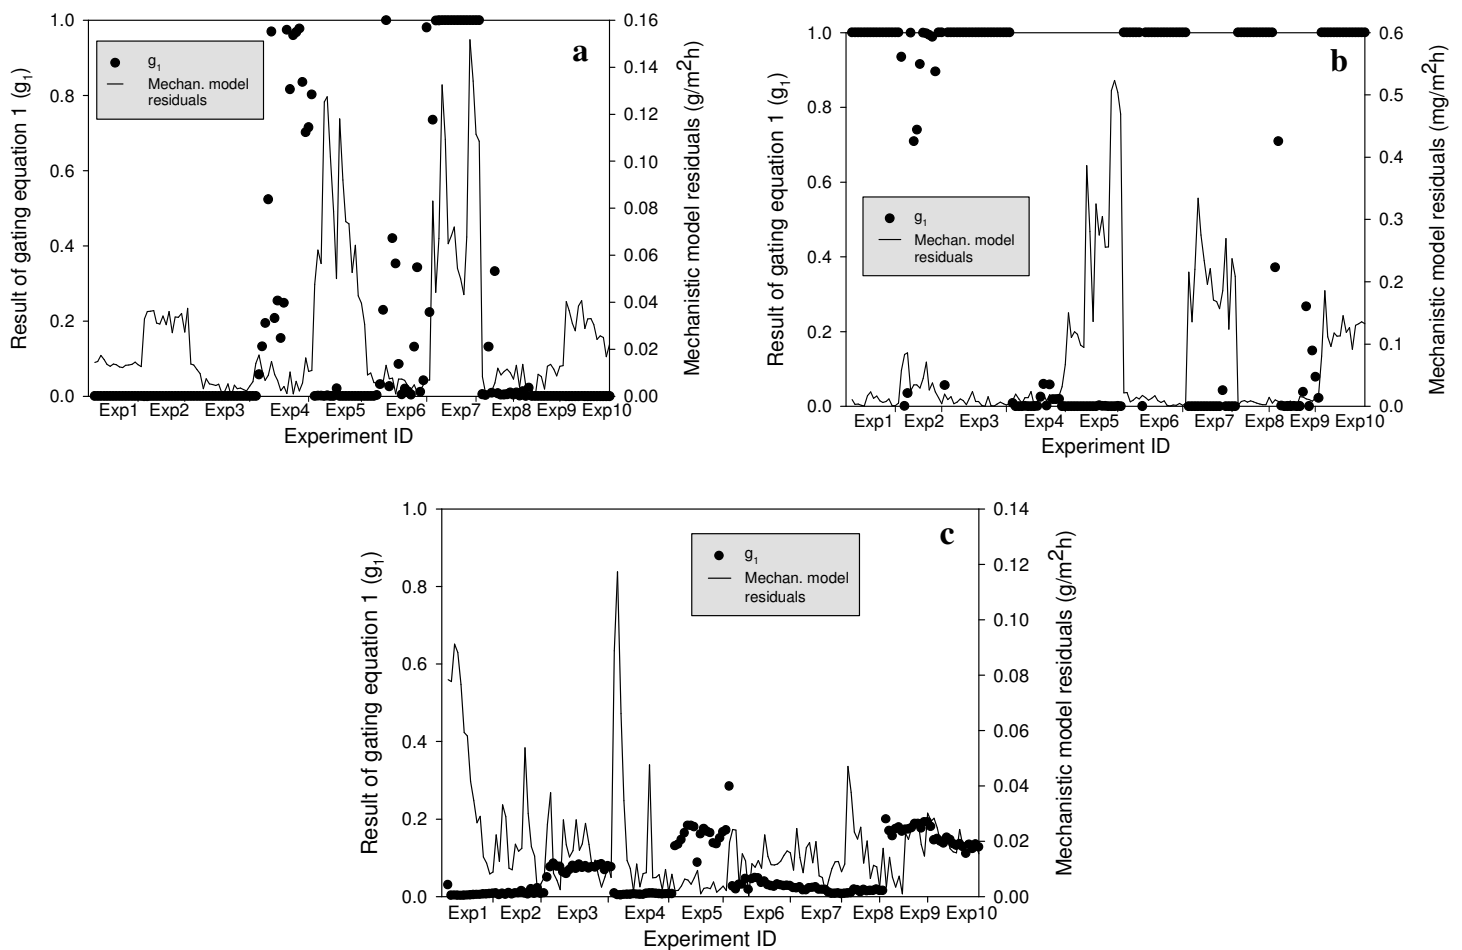 a
g1
Mechan. model
residuals
Result of gating equation 1 (g1)
1.0
0.8
0.6
0.4
0.2
0.0
0.16
0.14
0.12
0.10
0.08
0.06
0.04
0.02
0.00
Mechanistic model residuals (g/m2h)
Exp1 Exp2 Exp3 Exp4 Exp5 Exp6 Exp7 Exp8 Exp9 Exp10
Experiment ID
b
g1
Mechan. model
residuals
Result of gating equation 1 (g1)
1.0
0.8
0.6
0.4
0.2
0.0
0.6
0.5
0.4
0.3
0.2
0.1
0.0
Mechanistic model residuals (mg/m2h)
Exp1 Exp2 Exp3 Exp4 Exp5 Exp6 Exp7 Exp8 Exp9 Exp10
Experiment ID
c
g1
Mechan. model
residuals
Result of gating equation 1 (g1)
1.0
0.8
0.6
0.4
0.2
0.0
0.14
0.12
0.10
0.08
0.06
0.04
0.02
0.00
Mechanistic model residuals (g/m2h)
Exp1 Exp2 Exp3 Exp4 Exp5 Exp6 Exp7 Exp8 Exp9 Exp10
Experiment ID